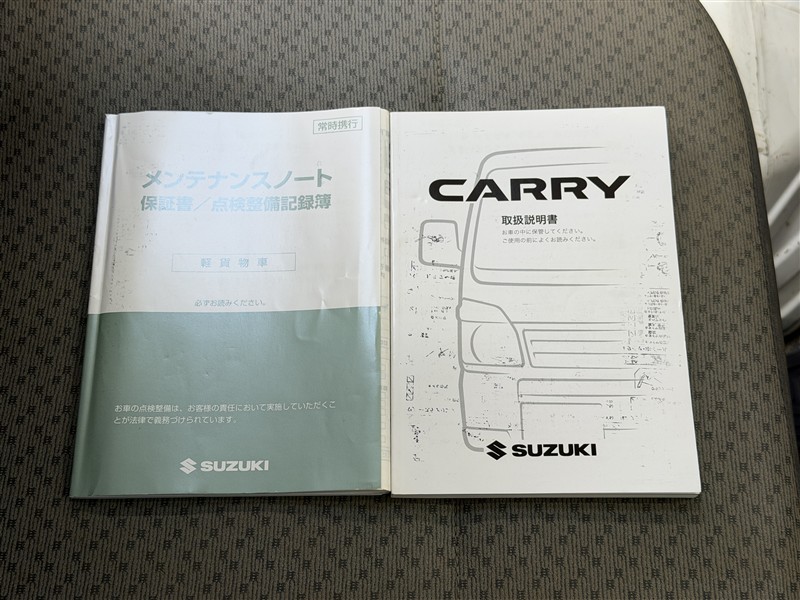 常時携行
メンテナンスノート
保証書／点検整備記録簿
軽貨物車
必ずお読みください。
お車の点検整備は、お客様の責任において実施していただくこ
とが法律で義務づけられています。
SUZUKI
CARRY
取扱説明書
お車の中に保管してください。
ご使用の前によくお読みください。
SUZUKI